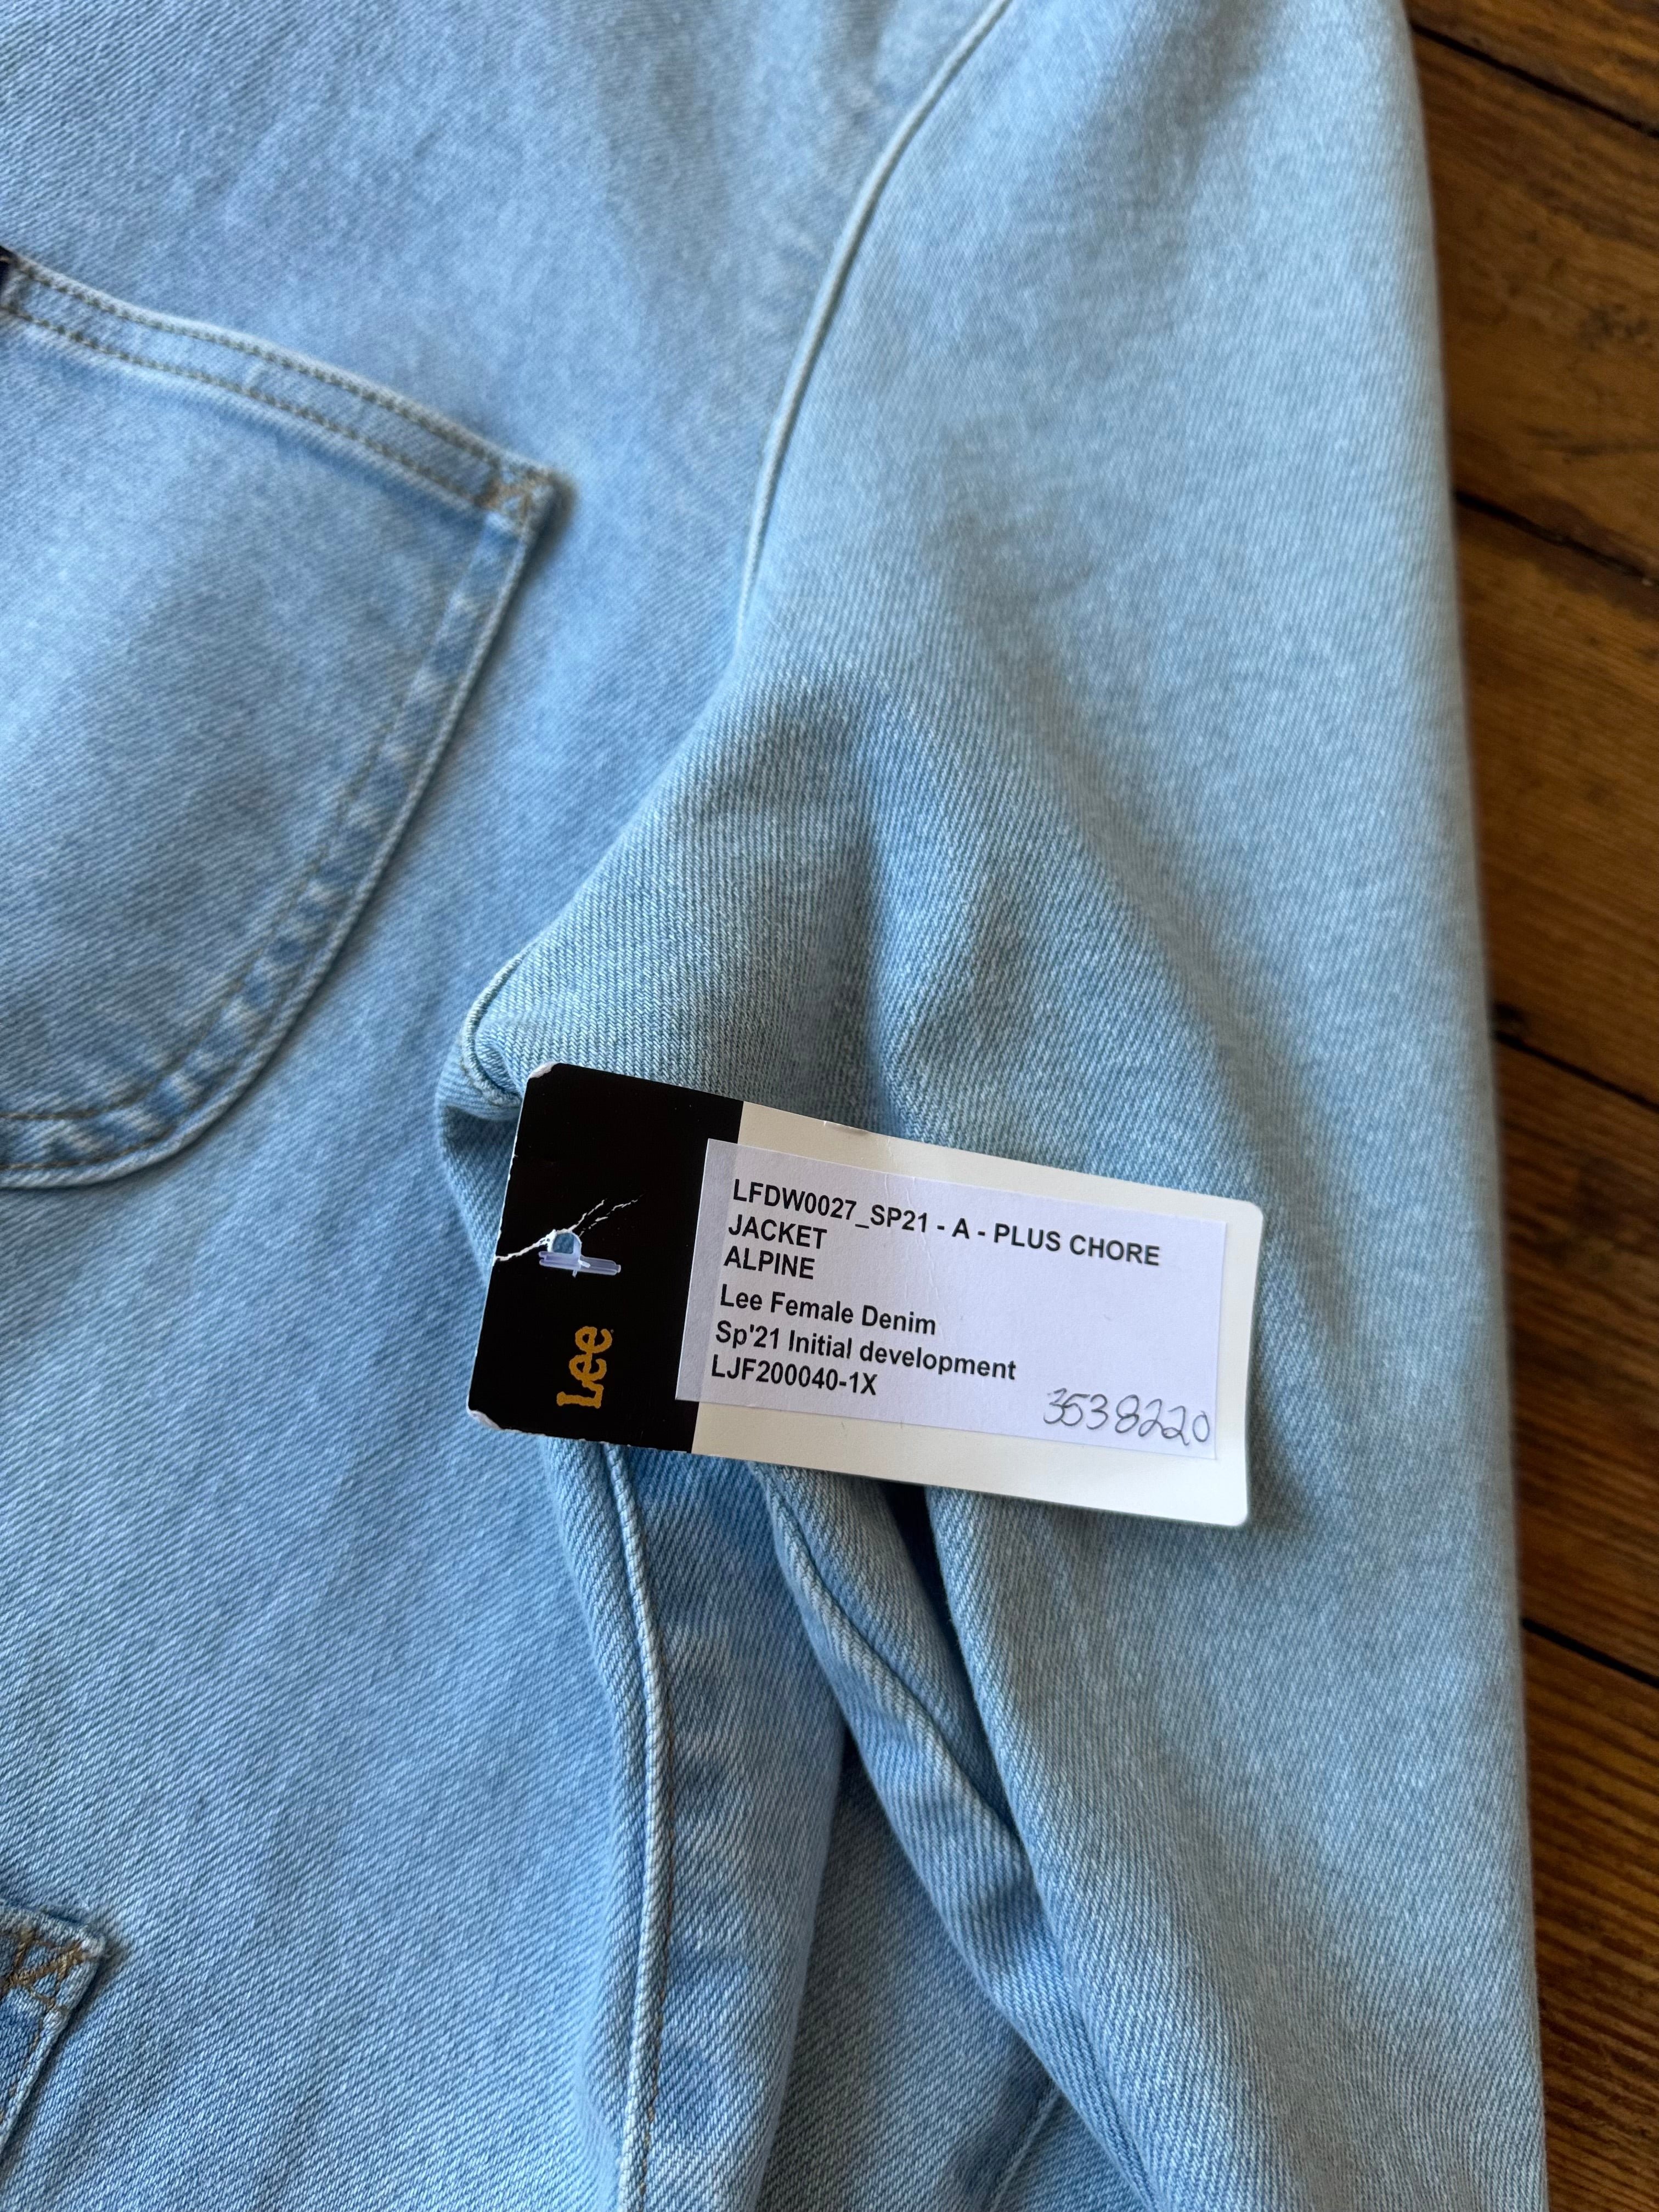 LFDW0027_SP21 - A - PLUS CHORE
JACKET
ALPINE
Lee Female Denim
Sp'21 Initial development
LJF200040-1X
3538220
Lee